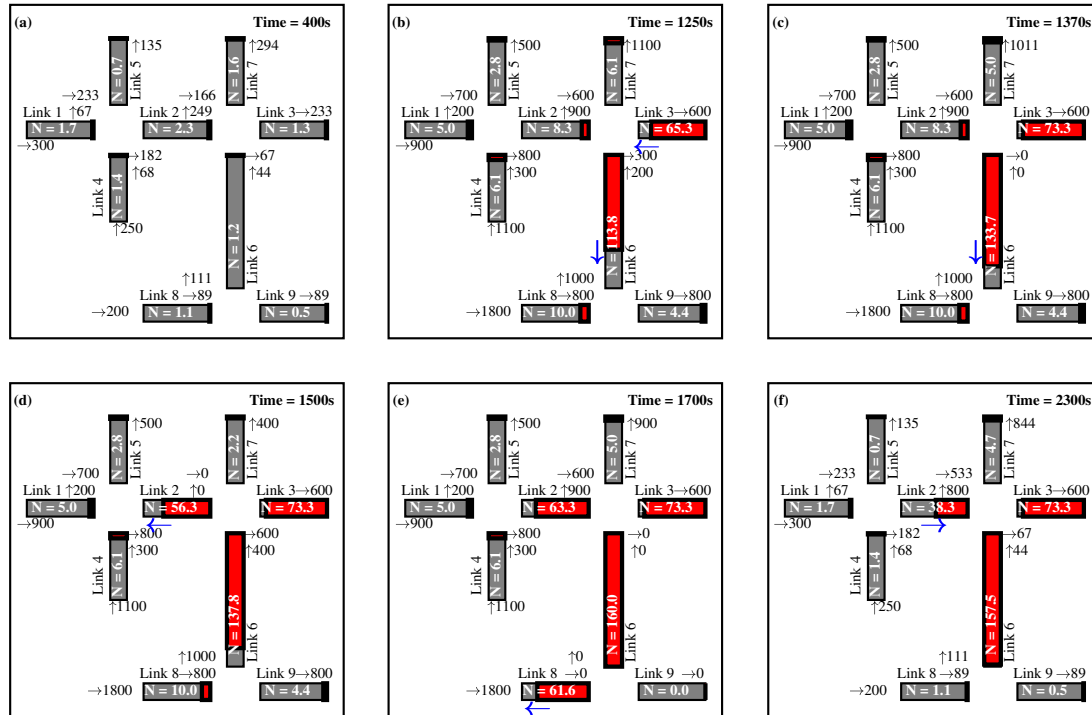 (a) Time = 400s
↑135 ↑294
N = 0.7 Link 5 N = 1.6 Link 7
→233 →166
Link 1 ↑67 Link 2 ↑249 Link 3→233
N = 1.7 N = 2.3 N = 1.3
→300
→182 →67
↑68 ↑44
Link 4 N = 1.4
↑250
N = 1.2 Link 6
↑111
Link 8 →89 Link 9 →89
→200 N = 1.1 N = 0.5
(b) Time = 1250s
↑500 ↑1100
N = 2.8 Link 5 N = 6.1 Link 7
→700 →600
Link 1 ↑200 Link 2 ↑900 Link 3→600
N = 5.0 N = 8.3 N = 65.3
→900 ←
→800 →300
↑300 ↑200
Link 4 N = 6.1
↑1100
N = 113.8 Link 6
↓
↑1000
Link 8→800 Link 9→800
→1800 N = 10.0 N = 4.4
(c) Time = 1370s
↑500 ↑1011
N = 2.8 Link 5 N = 5.0 Link 7
→700 →600
Link 1 ↑200 Link 2 ↑900 Link 3→600
N = 5.0 N = 8.3 N = 73.3
→900
→800 →0
↑300 ↑0
Link 4 N = 6.1
↑1100
N = 133.7 Link 6
↓
↑1000
Link 8→800 Link 9→800
→1800 N = 10.0 N = 4.4
(d) Time = 1500s
↑500 ↑400
N = 2.8 Link 5 N = 2.2 Link 7
→700 →0
Link 1 ↑200 Link 2 ↑0 Link 3→600
N = 5.0 N = 56.3 N = 73.3
→900 ←
→800 →600
↑300 ↑400
Link 4 N = 6.1
↑1100
N = 137.8 Link 6
↑1000
Link 8→800 Link 9→800
→1800 N = 10.0 N = 4.4
(e) Time = 1700s
↑500 ↑900
N = 2.8 Link 5 N = 5.0 Link 7
→700 →600
Link 1 ↑200 Link 2 ↑900 Link 3→600
N = 5.0 N = 63.3 N = 73.3
→900
→800 →0
↑300 ↑0
Link 4 N = 6.1
↑1100
N = 160.0 Link 6
↑0
Link 8 →0 Link 9 →0
→1800 N = 61.6 N = 0.0
←
(f) Time = 2300s
↑135 ↑844
N = 0.7 Link 5 N = 4.7 Link 7
→233 →533
Link 1 ↑67 Link 2 ↑800 Link 3→600
N = 1.7 N = 38.3 N = 73.3
→300 →
→182 →67
↑68 ↑44
Link 4 N = 1.4
↑250
N = 157.5 Link 6
↑111
Link 8 →89 Link 9 →89
→200 N = 1.1 N = 0.5